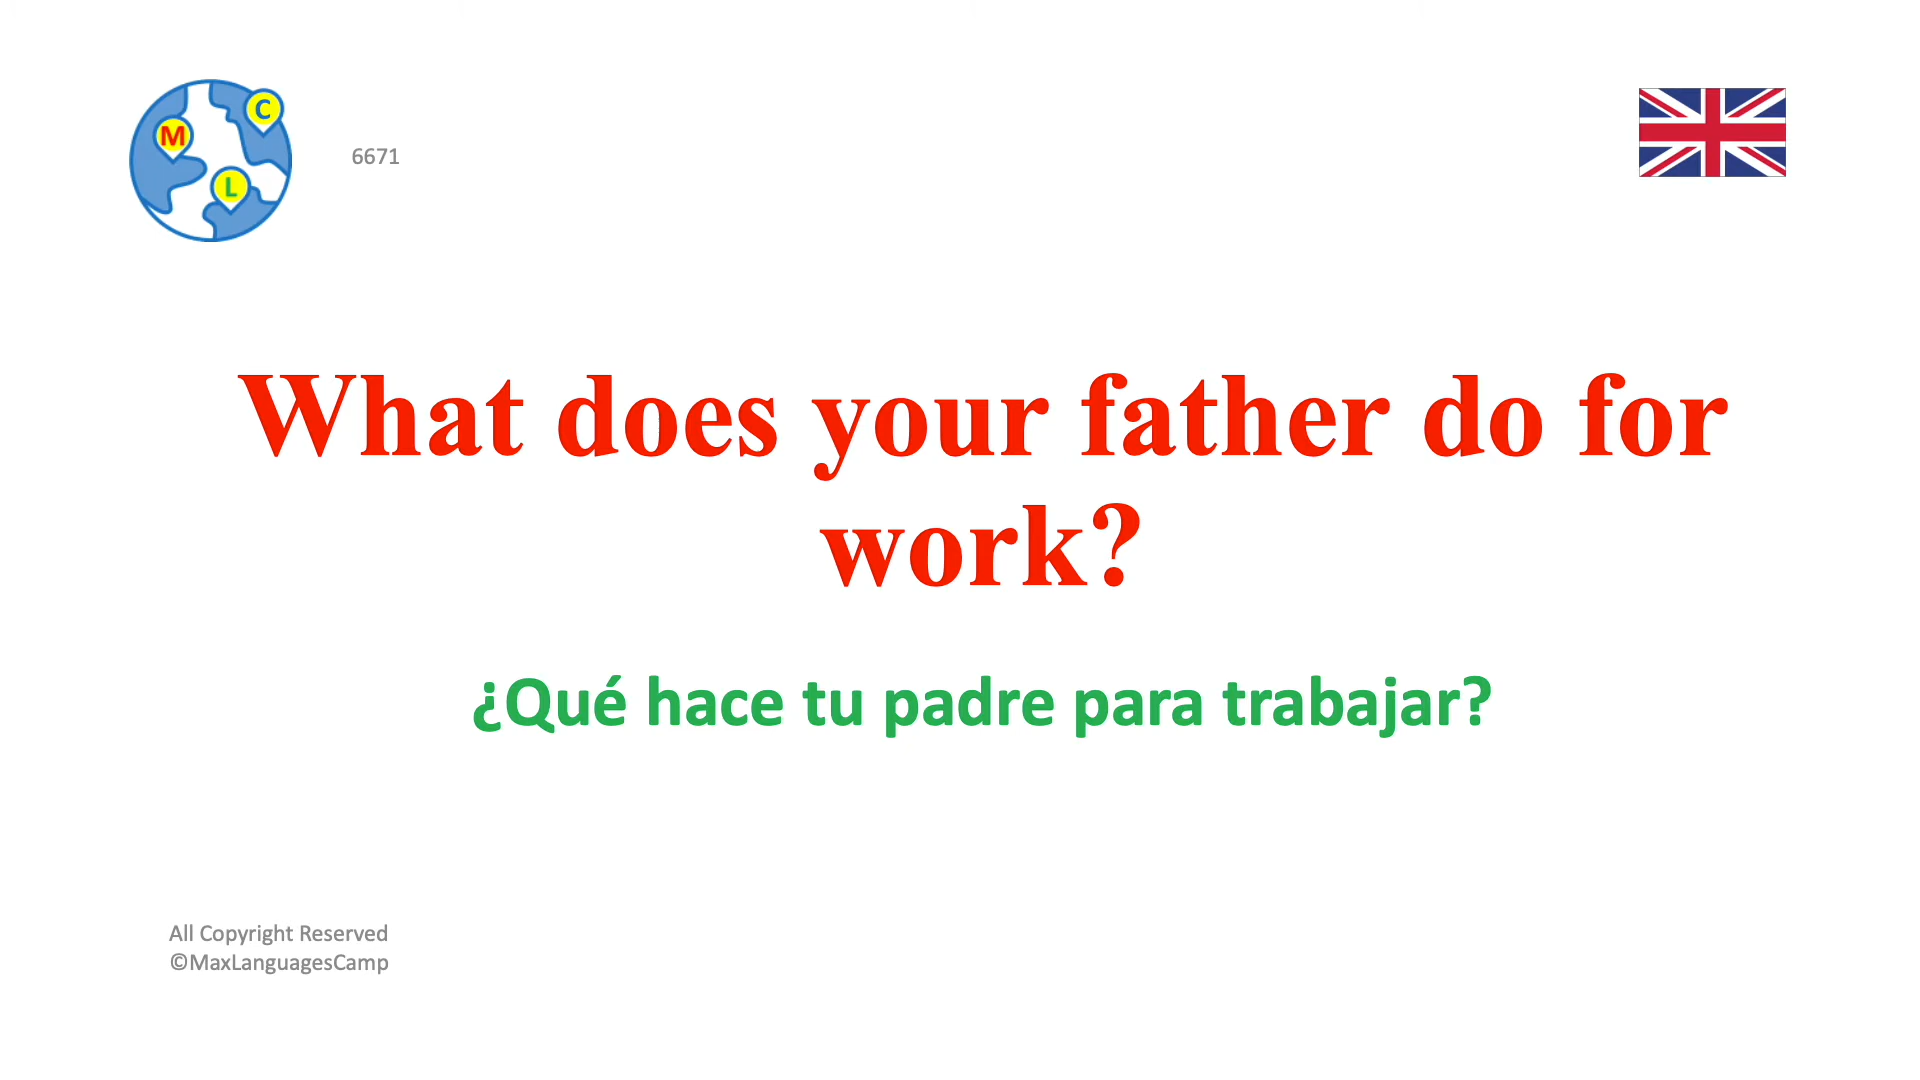 C
M
6671
L
What does your father do for
work?
¿Qué hace tu padre para trabajar?
All Copyright Reserved
©MaxLanguagesCamp